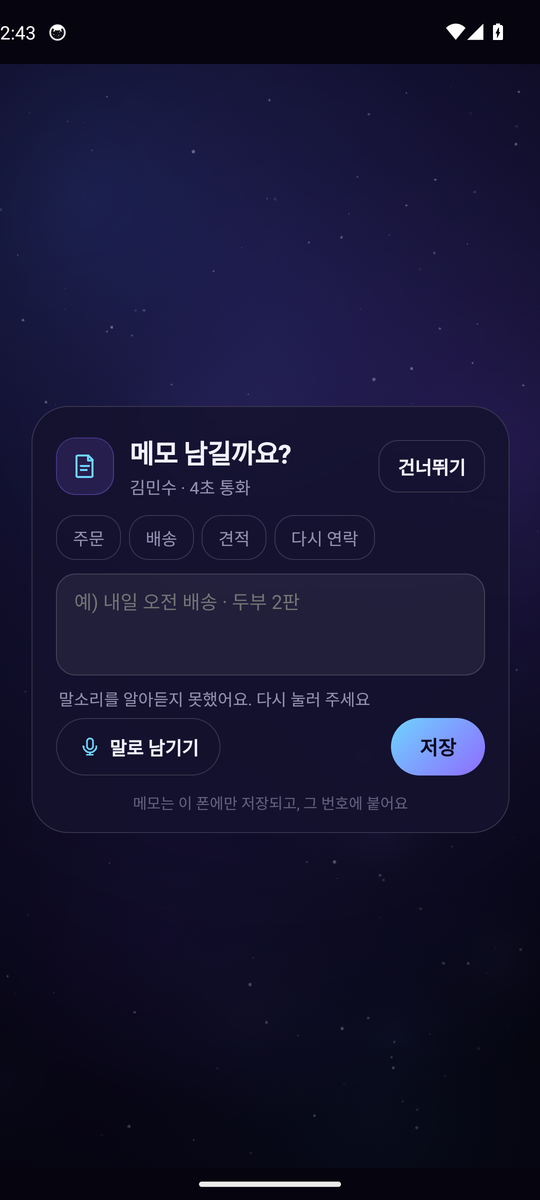 2:43
메모 남길까요?
김민수 · 4초 통화
건너뛰기
주문
배송
견적
다시 연락
예) 내일 오전 배송 · 두부 2판
말소리를 알아듣지 못했어요. 다시 눌러 주세요
말로 남기기
저장
메모는 이 폰에만 저장되고, 그 번호에 붙어요